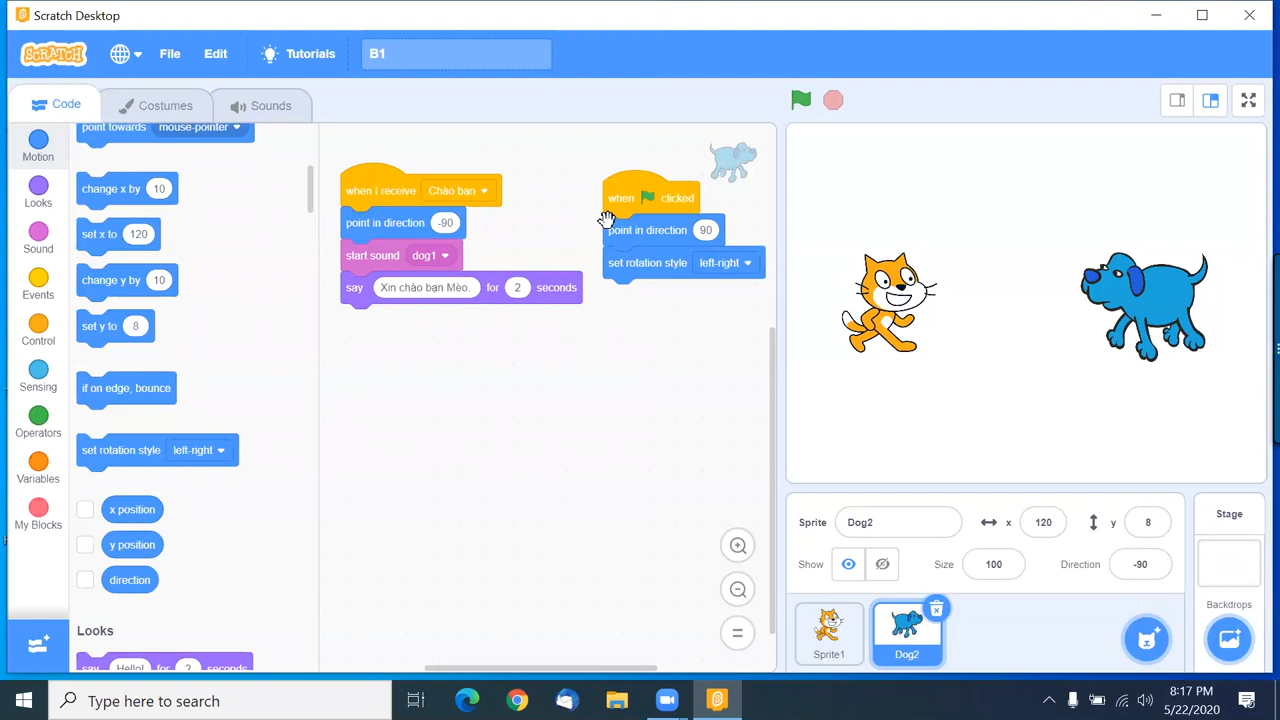 Scratch Desktop
SCRATCH
File
Edit
Tutorials
B1
Code
Costumes
Sounds
Motion
Looks
Sound
Events
Control
Sensing
Operators
Variables
My Blocks
point towards mouse-pointer
change x by 10
set x to 120
change y by 10
set y to 8
if on edge, bounce
set rotation style left-right
x position
y position
direction
Looks
say Hello! for 2 seconds
when I receive Chào bạn
point in direction -90
start sound dog1
say Xin chào bạn Mèo. for 2 seconds
when clicked
point in direction 90
set rotation style left-right
Sprite Dog2 x 120 y 8
Show Size 100 Direction -90
Sprite1
Dog2
Stage
Backdrops
Type here to search
8:17 PM
5/22/2020